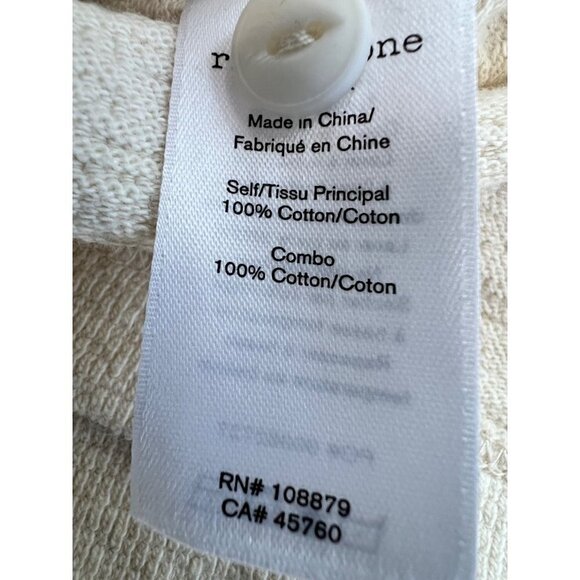 Made in China/
Fabriqué en Chine
Self/Tissu Principal
100% Cotton/Coton
Combo
100% Cotton/Coton
RN# 108879
CA# 45760